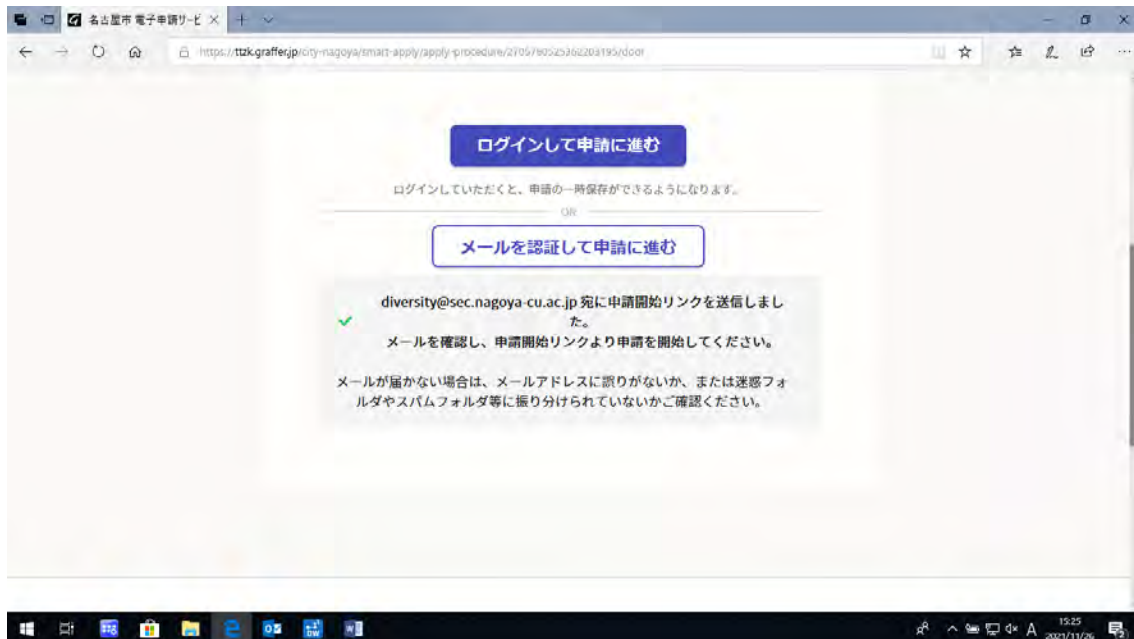 名古屋市 電子申請サービ
https://ttzk.graffer.jp/city-nagoya/smart-apply/apply-procedure/2705760525362203195/door
ログインして申請に進む
ログインしていただくと、申請の一時保存ができるようになります。
OR
メールを認証して申請に進む
diversity@sec.nagoya-cu.ac.jp 宛に申請開始リンクを送信しまし
た。
メールを確認し、申請開始リンクより申請を開始してください。
メールが届かない場合は、メールアドレスに誤りがないか、または迷惑フォ
ルダやスパムフォルダ等に振り分けられていないかご確認ください。
A
15:25
2021/11/26